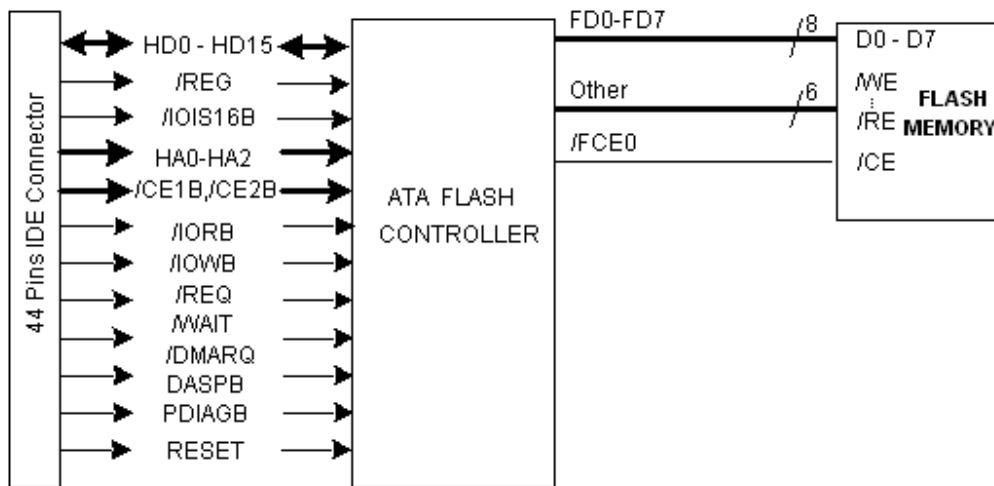 44 Pins IDE Connector
HD0 - HD15
/REG
/IOIS16B
HA0-HA2
/CE1B,/CE2B
/IORB
/IOWB
/REQ
/WAIT
/DMARQ
DASPB
PDIAGB
RESET
ATA FLASH
CONTROLLER
FD0-FD7
/8
Other
/6
/FCE0
D0 - D7
/WE
/RE
/CE
FLASH
MEMORY